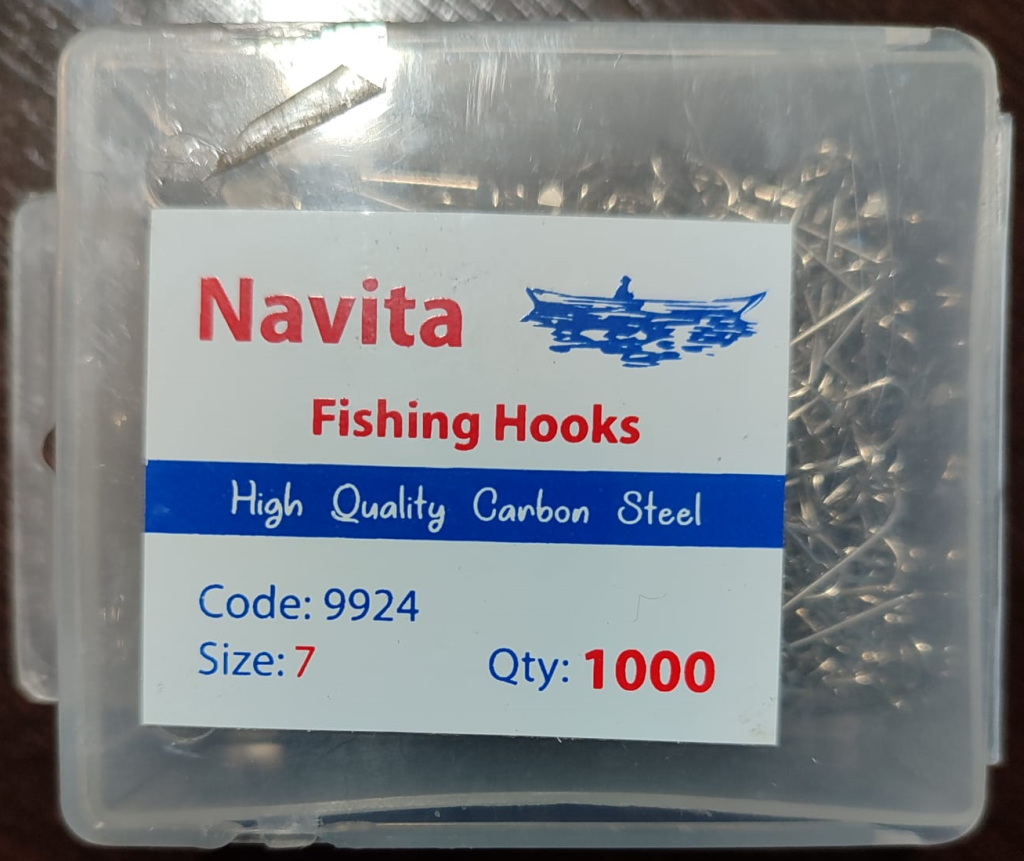 Navita
Fishing Hooks
High Quality Carbon Steel
Code: 9924
Size: 7 Qty: 1000